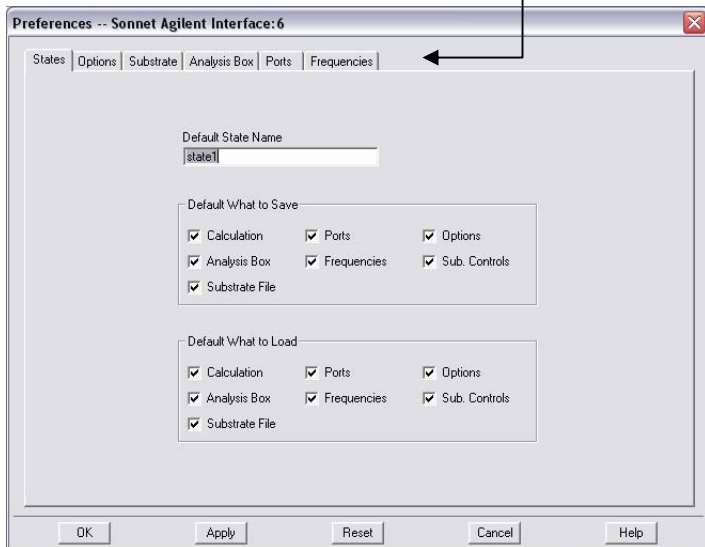 Preferences -- Sonnet Agilent Interface:6
States Options Substrate Analysis Box Ports Frequencies
Default State Name
state1
Default What to Save
Calculation Ports Options
Analysis Box Frequencies Sub. Controls
Substrate File
Default What to Load
Calculation Ports Options
Analysis Box Frequencies Sub. Controls
Substrate File
OK Apply Reset Cancel Help